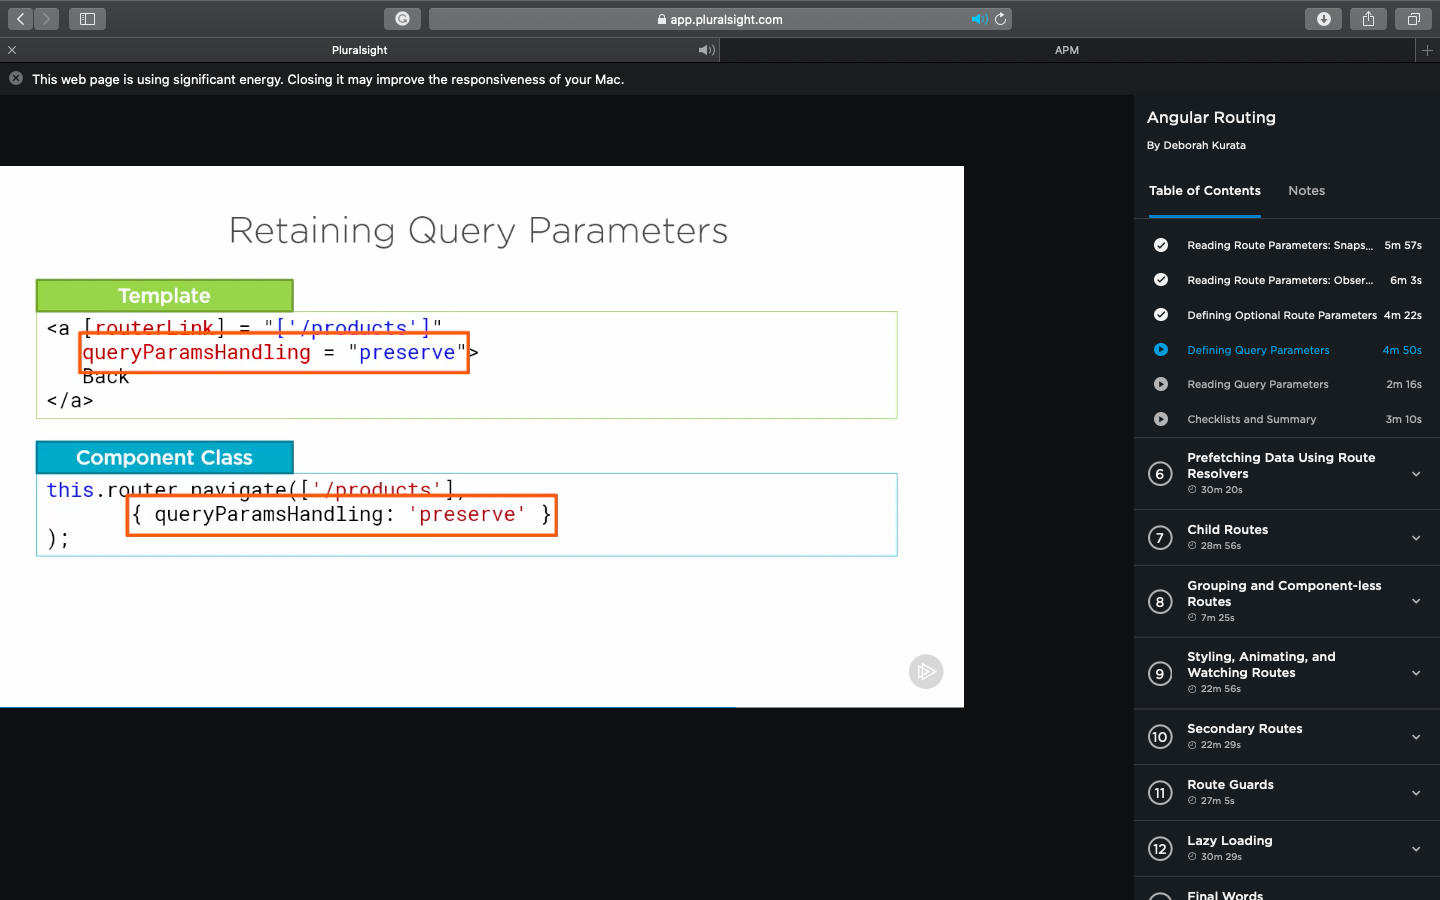 app.pluralsight.com
Pluralsight
APM
This web page is using significant energy. Closing it may improve the responsiveness of your Mac.
Retaining Query Parameters
Template
<a [routerLink] = "['/products']"
queryParamsHandling = "preserve">
Back
</a>
Component Class
this.router.navigate(['/products'],
{ queryParamsHandling: 'preserve' }
);
Angular Routing
By Deborah Kurata
Table of Contents Notes
Reading Route Parameters: Snaps... 5m 57s
Reading Route Parameters: Obser... 6m 3s
Defining Optional Route Parameters 4m 22s
Defining Query Parameters 4m 50s
Reading Query Parameters 2m 16s
Checklists and Summary 3m 10s
6 Prefetching Data Using Route
Resolvers
30m 20s
7 Child Routes
28m 56s
8 Grouping and Component-less
Routes
7m 25s
9 Styling, Animating, and
Watching Routes
22m 56s
10 Secondary Routes
22m 29s
11 Route Guards
27m 5s
12 Lazy Loading
30m 29s
Final Words